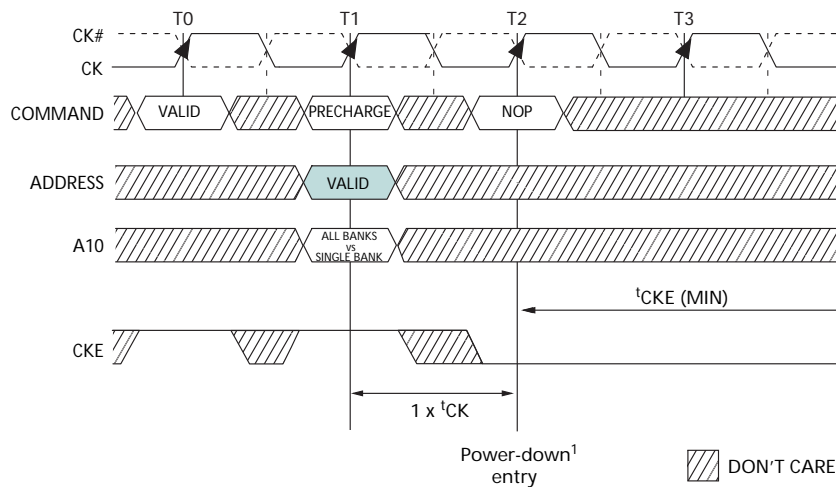 T0 T1 T2 T3
CK#
CK
COMMAND VALID PRECHARGE NOP
ADDRESS VALID
A10 ALL BANKS
vs
SINGLE BANK
tCKE (MIN)
CKE
1 x tCK
Power-down1
entry
DON'T CARE